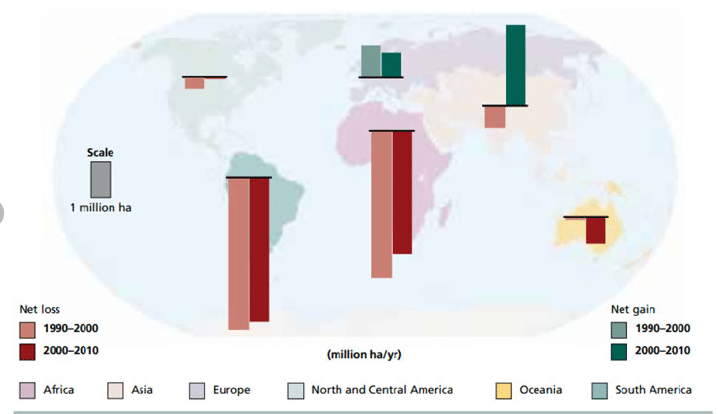 Scale
1 million ha
Net loss
1990–2000
2000–2010
(million ha/yr)
Net gain
1990–2000
2000–2010
Africa
Asia
Europe
North and Central America
Oceania
South America